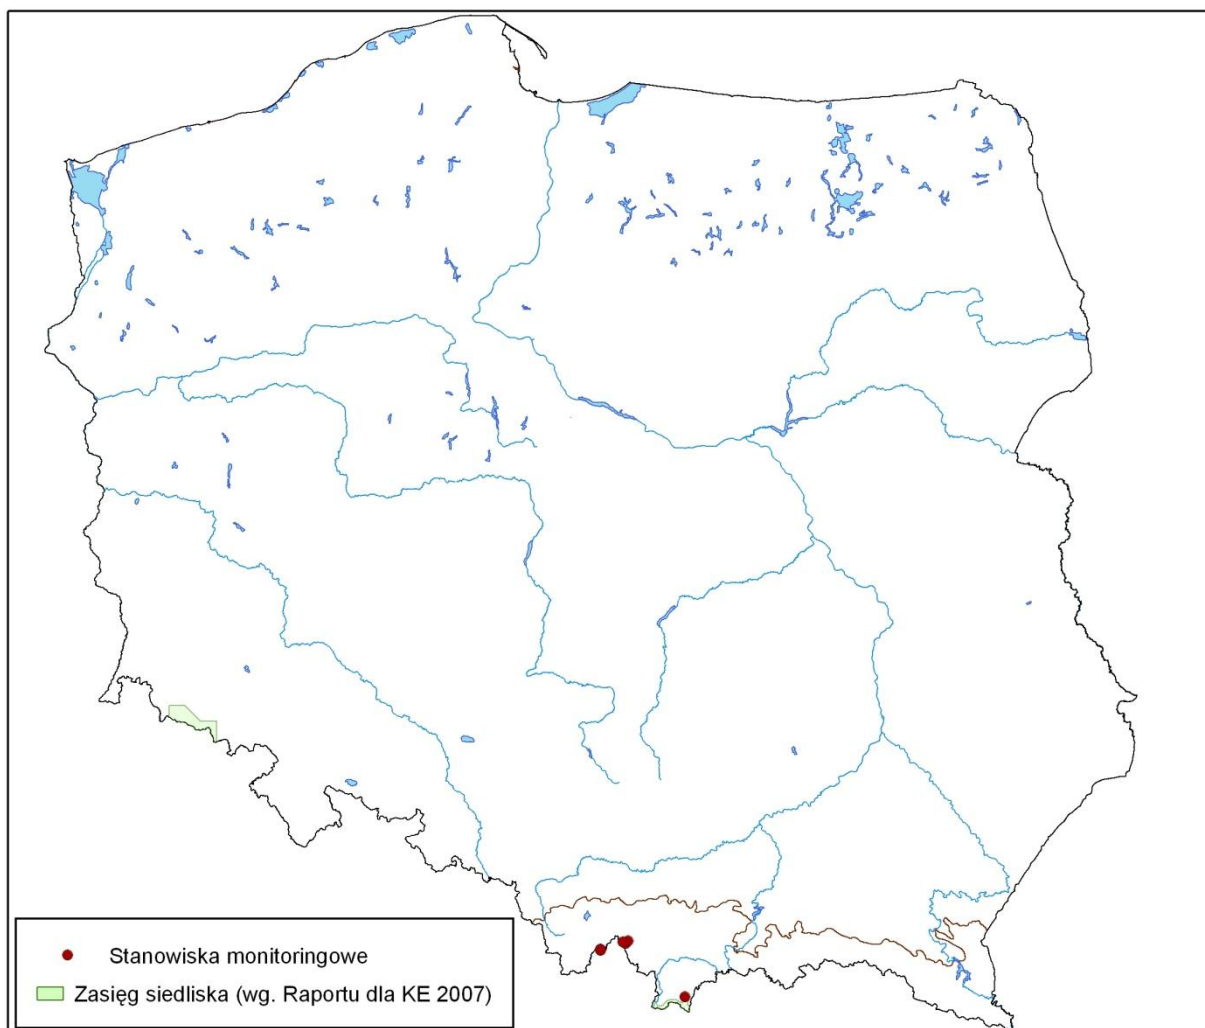 Stanowiska monitoringowe
Zasięg siedliska (wg. Raportu dla KE 2007)